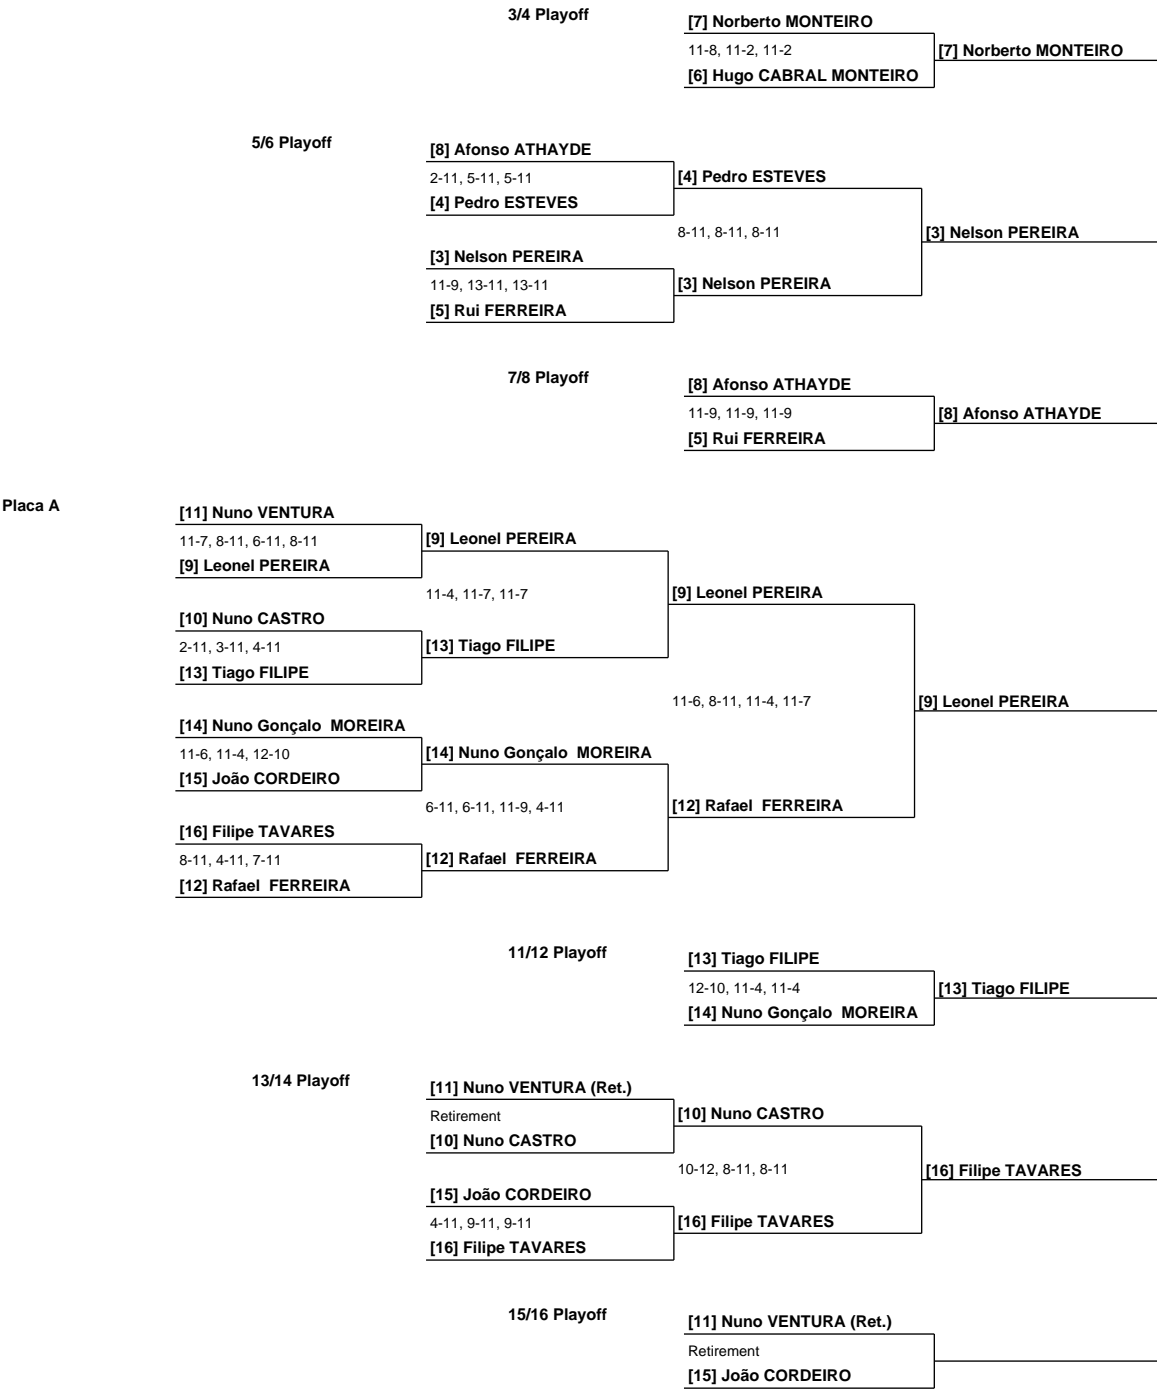 3/4 Playoff
[7] Norberto MONTEIRO
11-8, 11-2, 11-2
[7] Norberto MONTEIRO
[6] Hugo CABRAL MONTEIRO
5/6 Playoff
[8] Afonso ATHAYDE
2-11, 5-11, 5-11
[4] Pedro ESTEVES
[4] Pedro ESTEVES
8-11, 8-11, 8-11
[3] Nelson PEREIRA
[3] Nelson PEREIRA
11-9, 13-11, 13-11
[3] Nelson PEREIRA
[5] Rui FERREIRA
7/8 Playoff
[8] Afonso ATHAYDE
11-9, 11-9, 11-9
[8] Afonso ATHAYDE
[5] Rui FERREIRA
Placa A
[11] Nuno VENTURA
11-7, 8-11, 6-11, 8-11
[9] Leonel PEREIRA
[9] Leonel PEREIRA
11-4, 11-7, 11-7
[9] Leonel PEREIRA
[10] Nuno CASTRO
2-11, 3-11, 4-11
[13] Tiago FILIPE
[13] Tiago FILIPE
11-6, 8-11, 11-4, 11-7
[9] Leonel PEREIRA
[14] Nuno Gonçalo  MOREIRA
11-6, 11-4, 12-10
[14] Nuno Gonçalo  MOREIRA
[15] João CORDEIRO
6-11, 6-11, 11-9, 4-11
[12] Rafael  FERREIRA
[16] Filipe TAVARES
8-11, 4-11, 7-11
[12] Rafael  FERREIRA
[12] Rafael  FERREIRA
11/12 Playoff
[13] Tiago FILIPE
12-10, 11-4, 11-4
[13] Tiago FILIPE
[14] Nuno Gonçalo  MOREIRA
13/14 Playoff
[11] Nuno VENTURA (Ret.)
Retirement
[10] Nuno CASTRO
[10] Nuno CASTRO
10-12, 8-11, 8-11
[16] Filipe TAVARES
[15] João CORDEIRO
4-11, 9-11, 9-11
[16] Filipe TAVARES
[16] Filipe TAVARES
15/16 Playoff
[11] Nuno VENTURA (Ret.)
Retirement
[15] João CORDEIRO